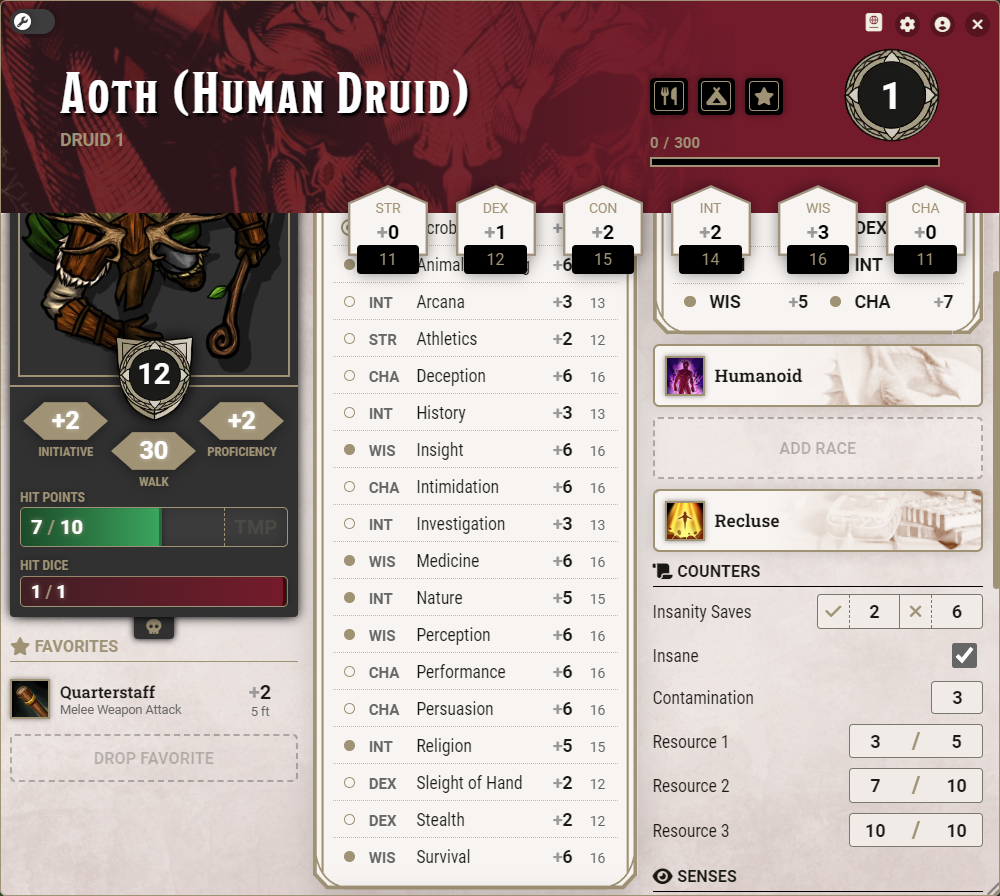 Aoth (Human Druid)
DRUID 1
0 / 300
1
STR
+0
11
DEX
+1
12
CON
+2
15
INT
+2
14
WIS
+3
16
CHA
+0
11
12
+2
INITIATIVE
30
WALK
+2
PROFICIENCY
HIT POINTS
7 / 10 TMP
HIT DICE
1 / 1
FAVORITES
Quarterstaff +2
Melee Weapon Attack 5 ft
DROP FAVORITE
INT Arcana +3 13
STR Athletics +2 12
CHA Deception +6 16
INT History +3 13
WIS Insight +6 16
CHA Intimidation +6 16
INT Investigation +3 13
WIS Medicine +6 16
INT Nature +5 15
WIS Perception +6 16
CHA Performance +6 16
CHA Persuasion +6 16
INT Religion +5 15
DEX Sleight of Hand +2 12
DEX Stealth +2 12
WIS Survival +6 16
DEX
INT
WIS +5 CHA +7
Humanoid
ADD RACE
Recluse
COUNTERS
Insanity Saves 2 6
Insane
Contamination 3
Resource 1 3 / 5
Resource 2 7 / 10
Resource 3 10 / 10
SENSES